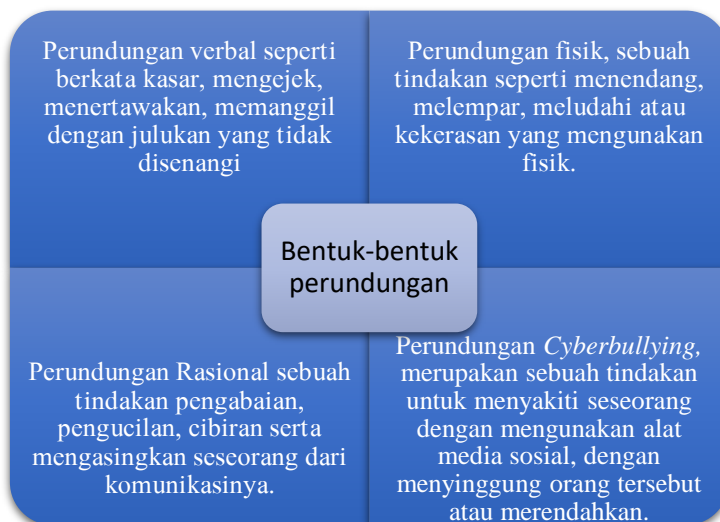 Perundungan verbal seperti
berkata kasar, mengejek,
menertawakan, memanggil
dengan julukan yang tidak
disenangi
Perundungan fisik, sebuah
tindakan seperti menendang,
melempar, meludahi atau
kekerasan yang mengunakan
fisik.
Bentuk-bentuk
perundungan
Perundungan Rasional sebuah
tindakan pengabaian,
pengucilan, cibiran serta
mengasingkan seseorang dari
komunikasinya.
Perundungan Cyberbullying,
merupakan sebuah tindakan
untuk menyakiti seseorang
dengan mengunakan alat
media sosial, dengan
menyinggung orang tersebut
atau merendahkan.